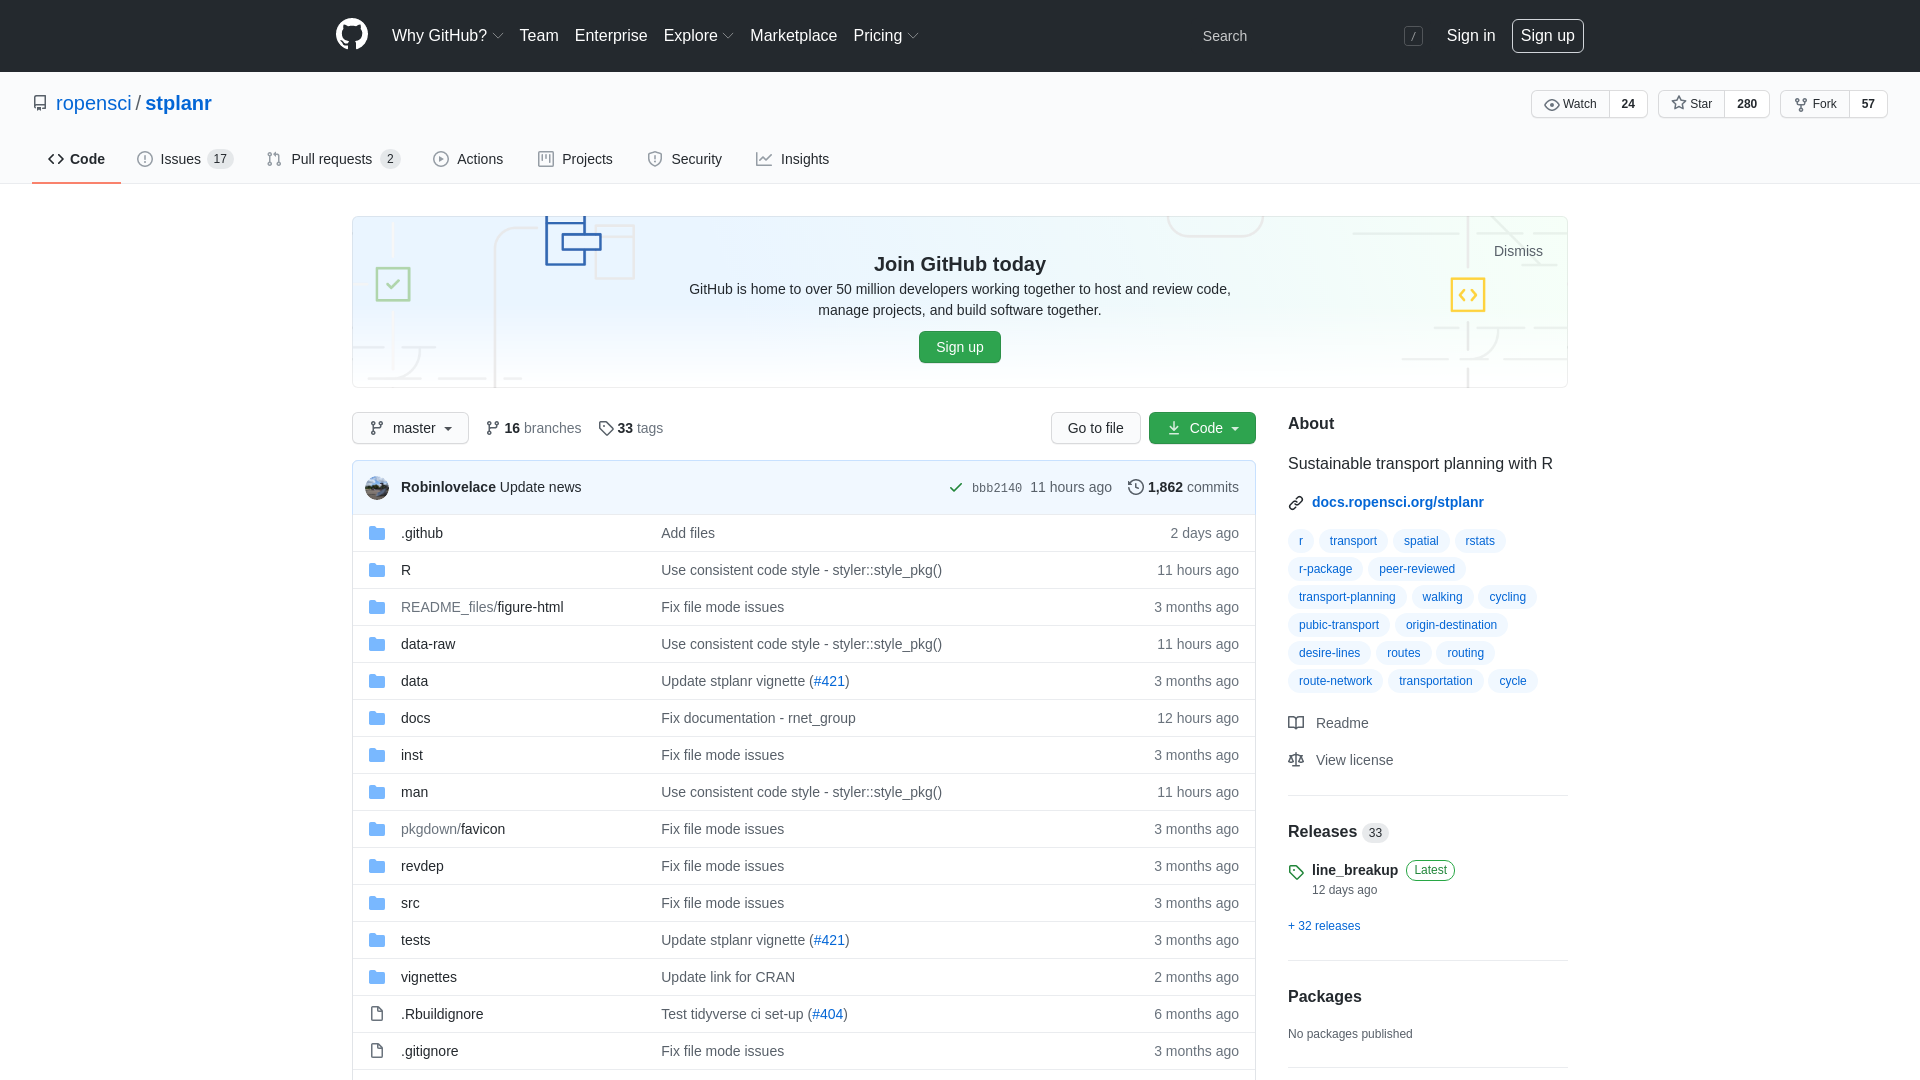 Why GitHub? Team Enterprise Explore Marketplace Pricing Search / Sign in Sign up
ropensci / stplanr Watch 24 Star 280 Fork 57
Code Issues 17 Pull requests 2 Actions Projects Security Insights
Dismiss
Join GitHub today
GitHub is home to over 50 million developers working together to host and review code,
manage projects, and build software together.
Sign up
master 16 branches 33 tags Go to file Code
Robinlovelace Update news bbb2140 11 hours ago 1,862 commits
.github Add files 2 days ago
R Use consistent code style - styler::style_pkg() 11 hours ago
README_files/figure-html Fix file mode issues 3 months ago
data-raw Use consistent code style - styler::style_pkg() 11 hours ago
data Update stplanr vignette (#421) 3 months ago
docs Fix documentation - rnet_group 12 hours ago
inst Fix file mode issues 3 months ago
man Use consistent code style - styler::style_pkg() 11 hours ago
pkgdown/favicon Fix file mode issues 3 months ago
revdep Fix file mode issues 3 months ago
src Fix file mode issues 3 months ago
tests Update stplanr vignette (#421) 3 months ago
vignettes Update link for CRAN 2 months ago
.Rbuildignore Test tidyverse ci set-up (#404) 6 months ago
.gitignore Fix file mode issues 3 months ago
About
Sustainable transport planning with R
docs.ropensci.org/stplanr
r transport spatial rstats
r-package peer-reviewed
transport-planning walking cycling
pubic-transport origin-destination
desire-lines routes routing
route-network transportation cycle
Readme
View license
Releases 33
line_breakup Latest
12 days ago
+ 32 releases
Packages
No packages published